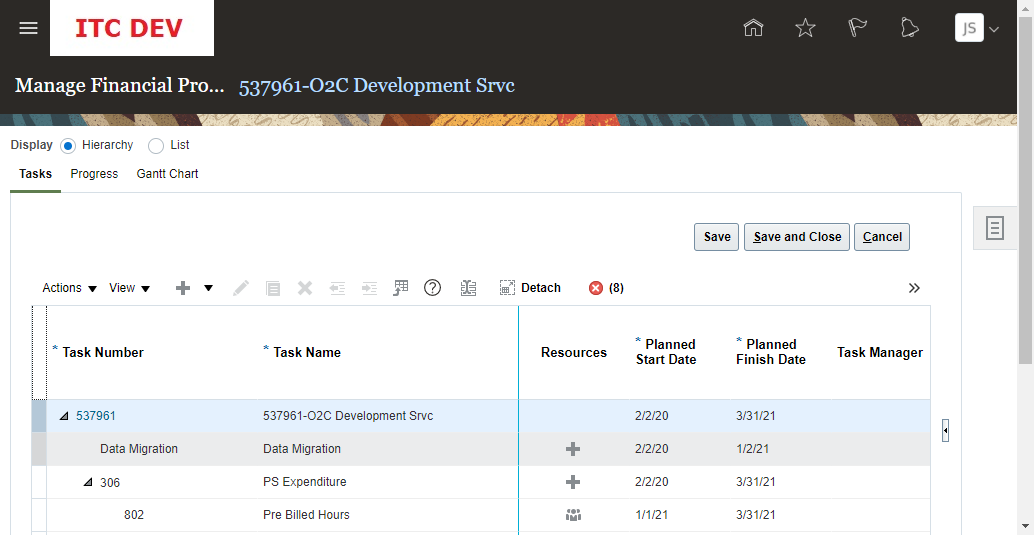 ITC DEV
JS
Manage Financial Pro... 537961-O2C Development Srvc
Display Hierarchy List
Tasks Progress Gantt Chart
Save Save and Close Cancel
Actions View Detach (8)
* Task Number * Task Name Resources * Planned Start Date * Planned Finish Date Task Manager
537961 537961-O2C Development Srvc 2/2/20 3/31/21
Data Migration Data Migration 2/2/20 1/2/21
306 PS Expenditure 2/2/20 3/31/21
802 Pre Billed Hours 1/1/21 3/31/21